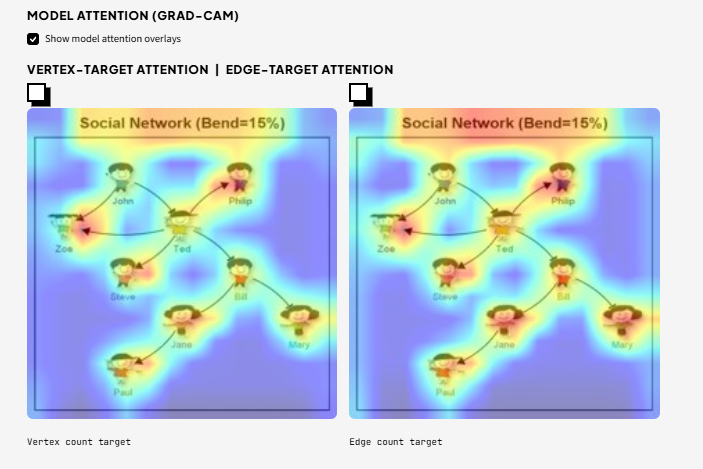 MODEL ATTENTION (GRAD-CAM)
Show model attention overlays
VERTEX-TARGET ATTENTION | EDGE-TARGET ATTENTION
Social Network (Bend=15%)
John
Philip
Zoe
Ted
Steve
Bill
Jane
Mary
Paul
Social Network (Bend=15%)
John
Philip
Zoe
Ted
Steve
Bill
Jane
Mary
Paul
Vertex count target
Edge count target